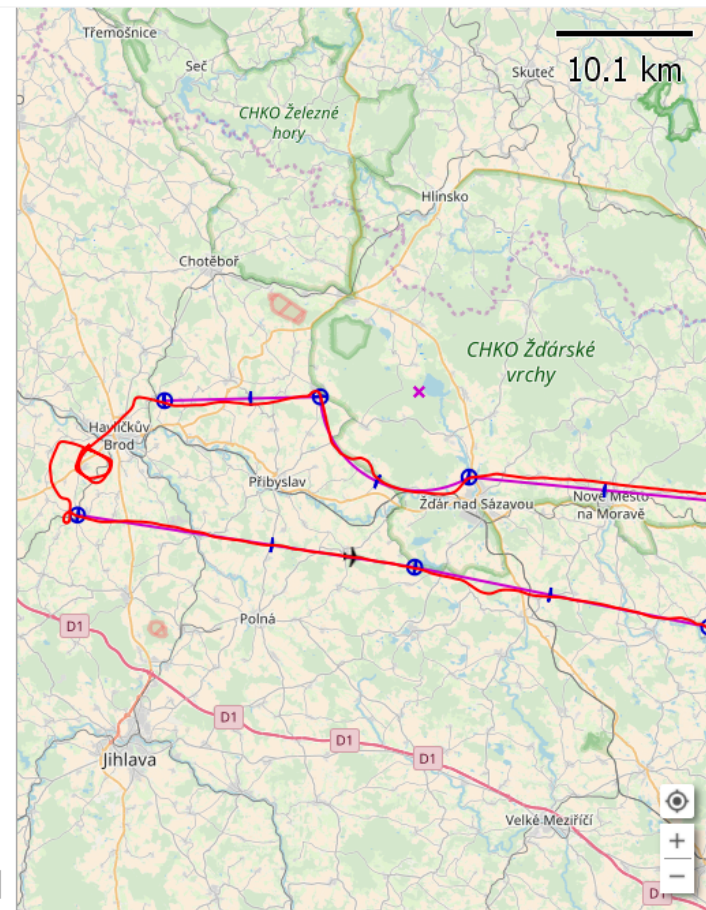 Třemošnice
Seč
10.1 km
Skuteč
CHKO Železné
hory
Hlinsko
Chotěboř
CHKO Žďárské
vrchy
Havlíčkův
Brod
Přibyslav
Žďár nad Sázavou
Nové Město
na Moravě
D1
Polná
D1
D1
D1
Jihlava
Velké Meziříčí
D1